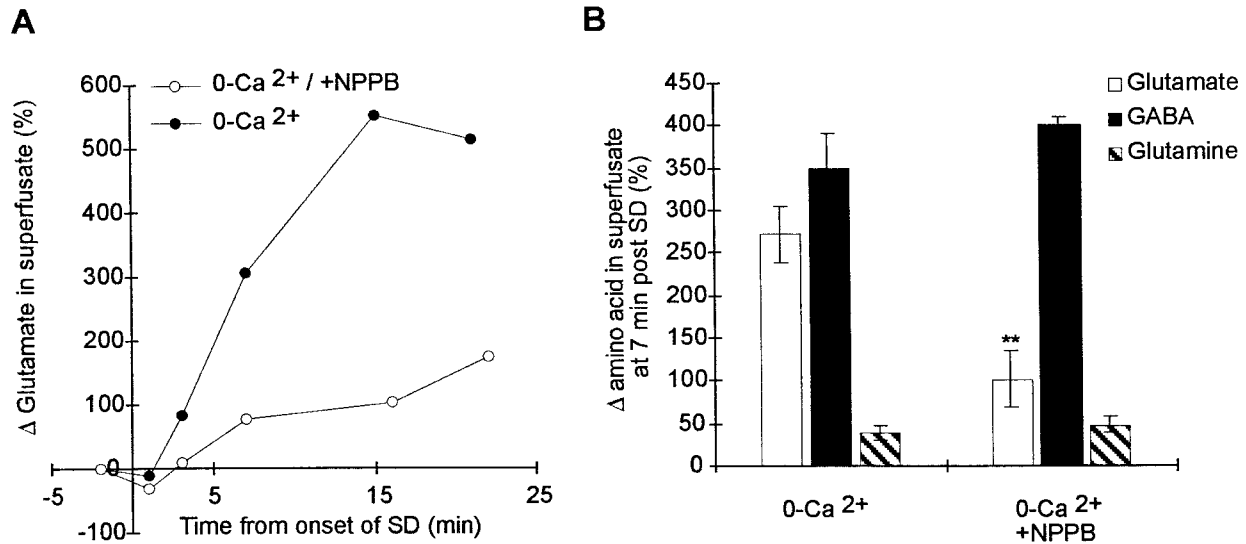 A
Δ Glutamate in superfusate (%)
600
500
400
300
200
100
0
-100
0-Ca 2+ / +NPPB
0-Ca 2+
-5
5
15
25
Time from onset of SD (min)
B
Δ amino acid in superfusate
at 7 min post SD (%)
450
400
350
300
250
200
150
100
50
0
Glutamate
GABA
Glutamine
**
0-Ca 2+
0-Ca 2+
+NPPB